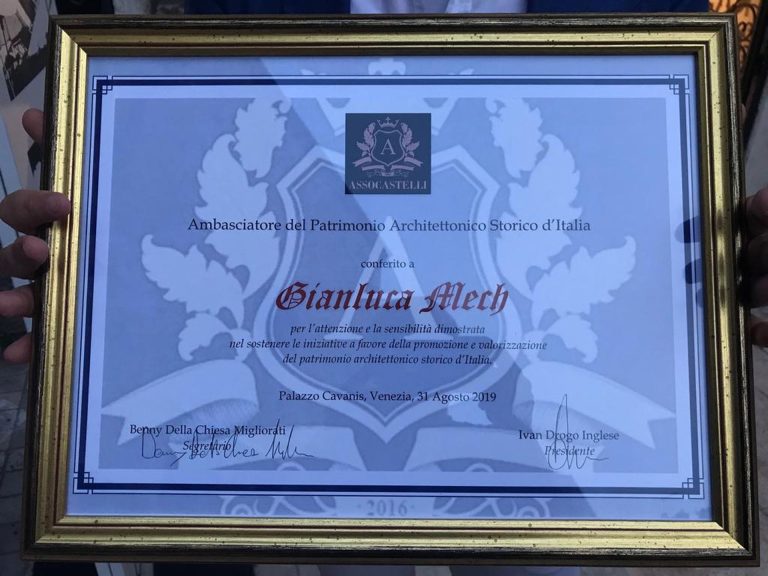 A
ASSOCASTELLI
Ambasciatore del Patrimonio Architettonico Storico d'Italia
conferito a
Gianluca Mech
per l'attenzione e la sensibilità dimostrata
nel sostenere le iniziative a favore della promozione e valorizzazione
del patrimonio architettonico storico d'Italia.
Palazzo Cavanis, Venezia, 31 Agosto 2019
Benny Della Chiesa Migliorati
Segretario
Ivan Drogo Inglese
Presidente
A
2016